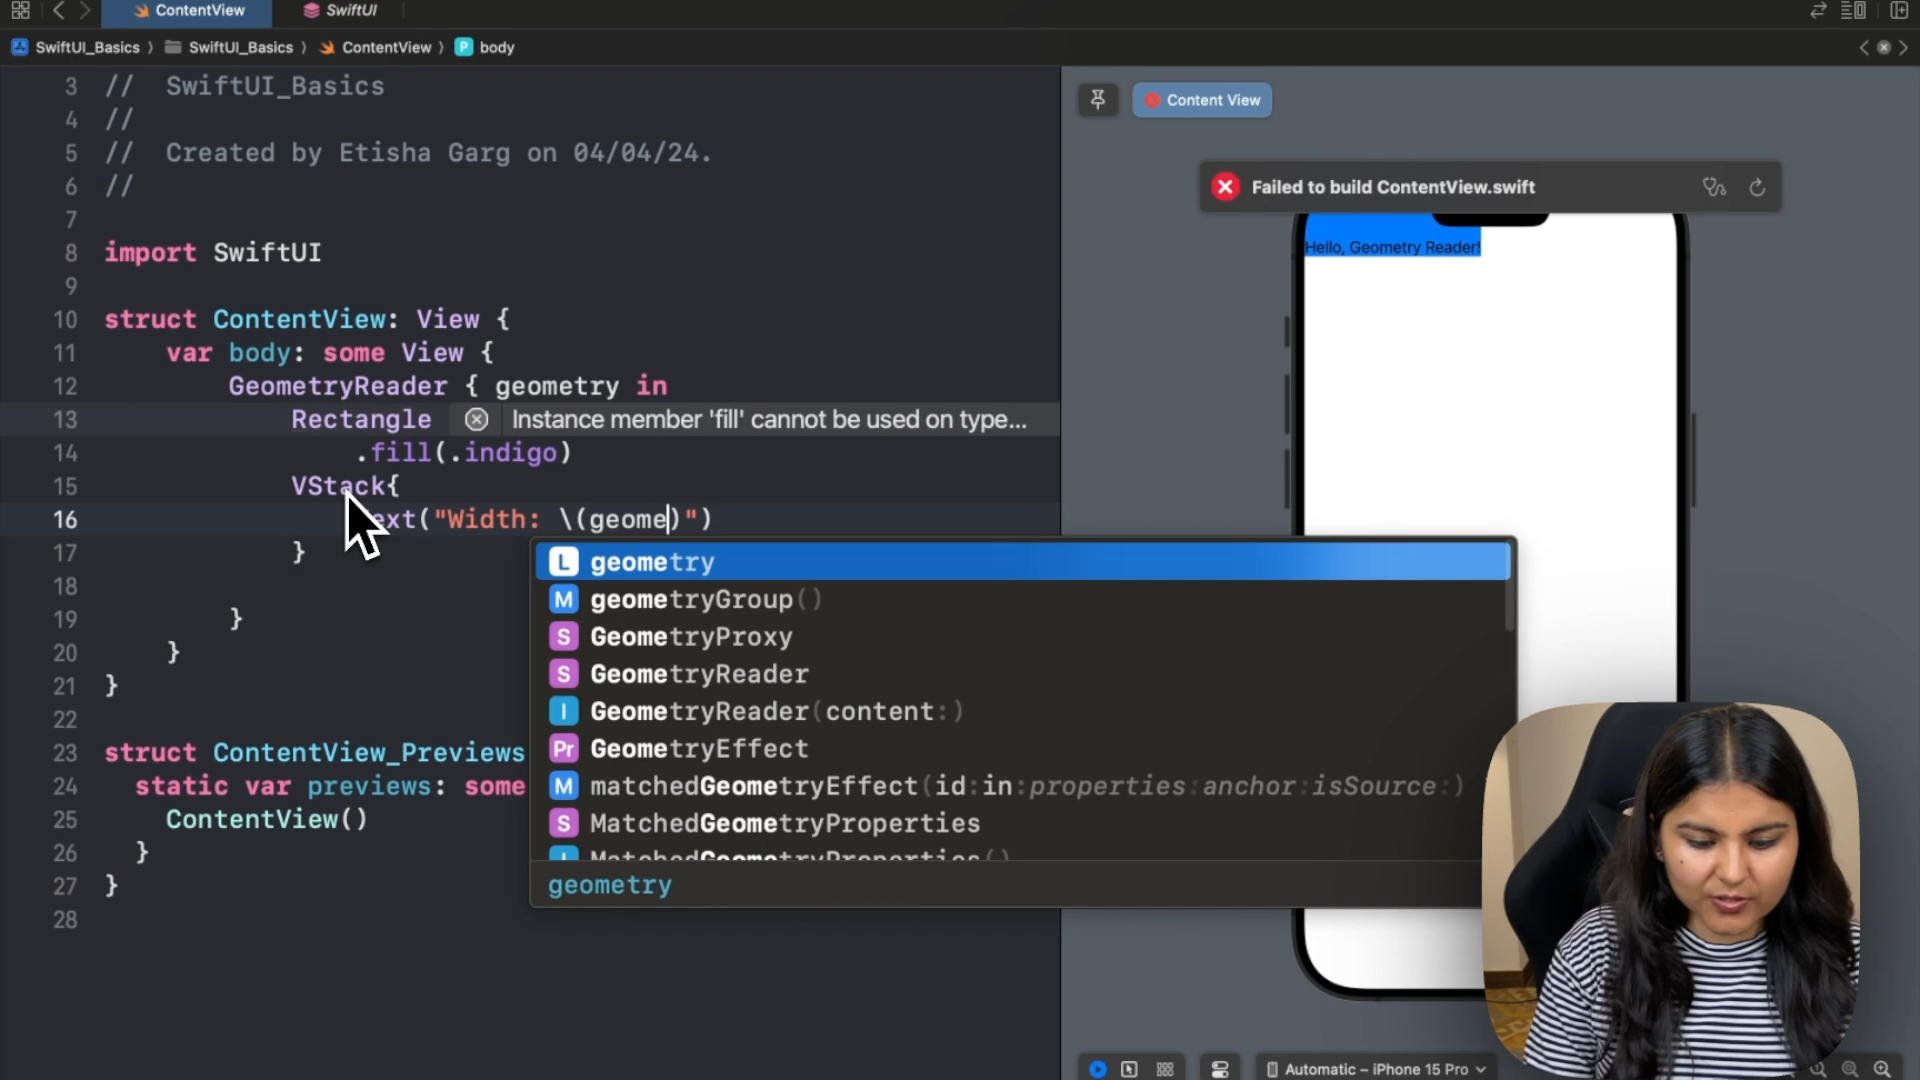 ContentView
SwiftUI
SwiftUI_Basics
SwiftUI_Basics
ContentView
P body
3 // SwiftUI_Basics
4 //
5 // Created by Etisha Garg on 04/04/24.
6 //
7
8 import SwiftUI
9
10 struct ContentView: View {
11 var body: some View {
12 GeometryReader { geometry in
13 Rectangle Instance member 'fill' cannot be used on type...
14 .fill(.indigo)
15 VStack{
16 ext("Width: \(geome)")
17 }
18
19 }
20 }
21 }
22
23 struct ContentView_Previews
24 static var previews: some
25 ContentView()
26 }
27 }
28
L geometry
M geometryGroup()
S GeometryProxy
S GeometryReader
I GeometryReader(content:)
Pr GeometryEffect
M matchedGeometryEffect(id:in:properties:anchor:isSource:)
S MatchedGeometryProperties
MatchedGeometryProperties()
geometry
Content View
Failed to build ContentView.swift
Hello, Geometry Reader!
Automatic – iPhone 15 Pro